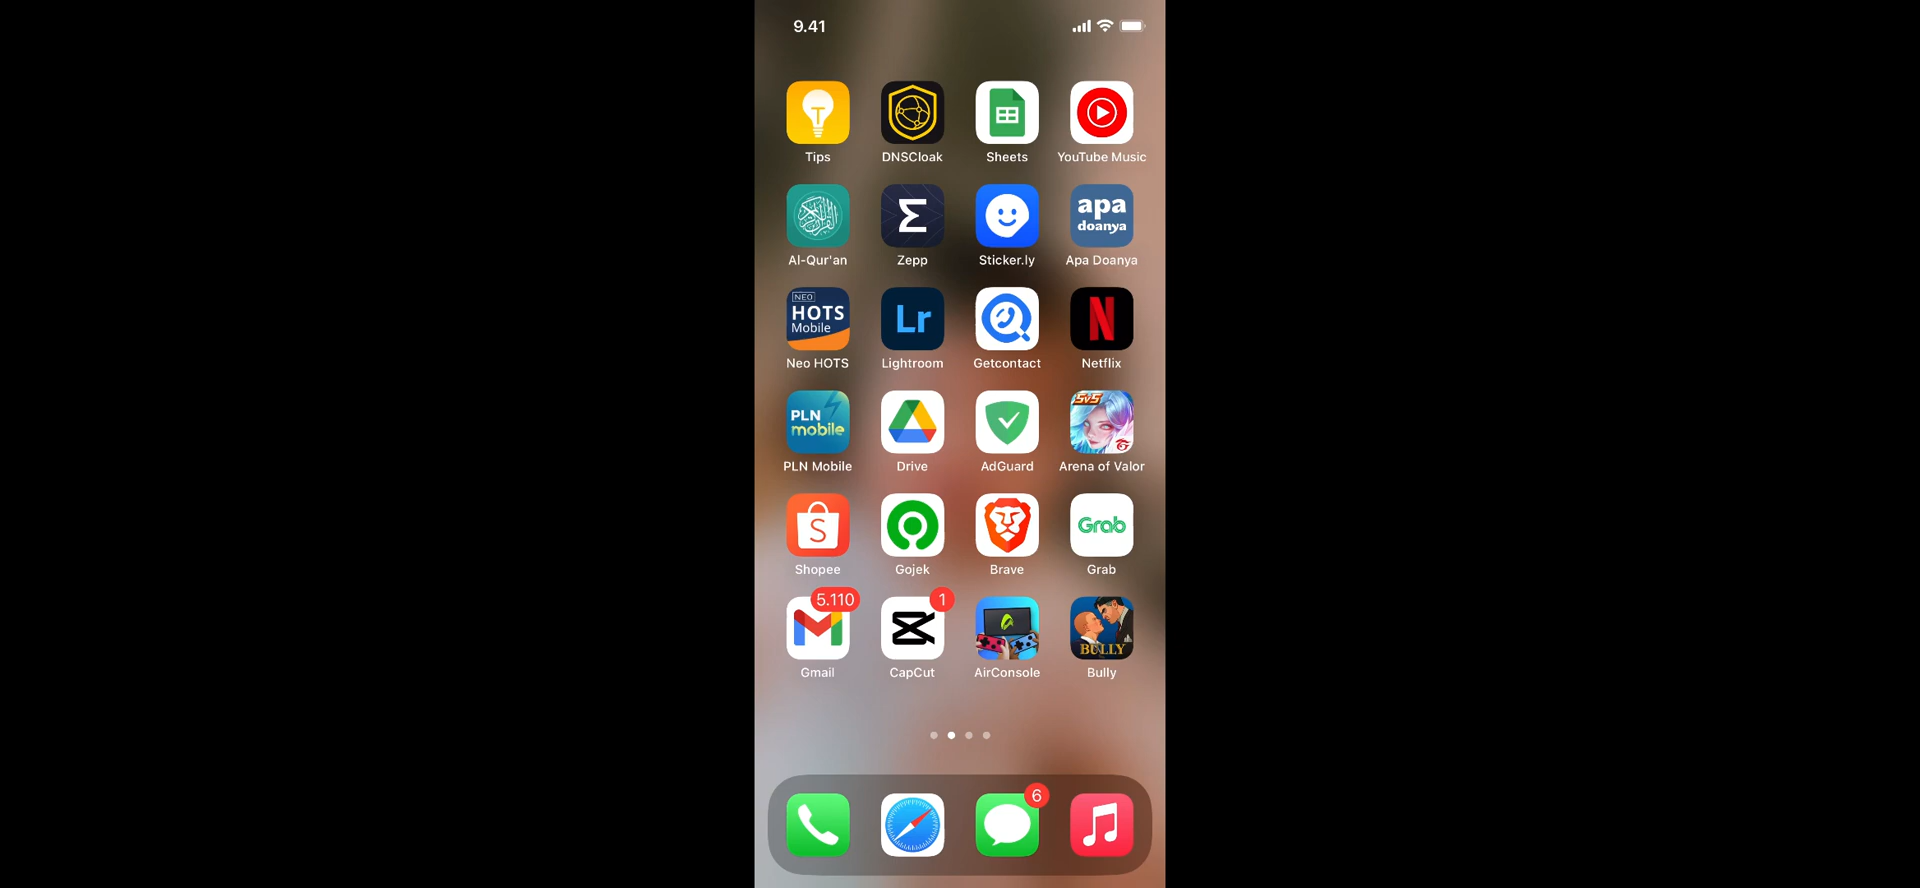 9.41
T
Tips DNSCloak Sheets YouTube Music
apa
doanya
Al-Qur'an Zepp Sticker.ly Apa Doanya
NEO
HOTS
Mobile
Lr
N
Neo HOTS Lightroom Getcontact Netflix
5v5
PLN
mobile
PLN Mobile Drive AdGuard Arena of Valor
S
Grab
Shopee Gojek Brave Grab
5.110
1
BULLY
Gmail CapCut AirConsole Bully
6